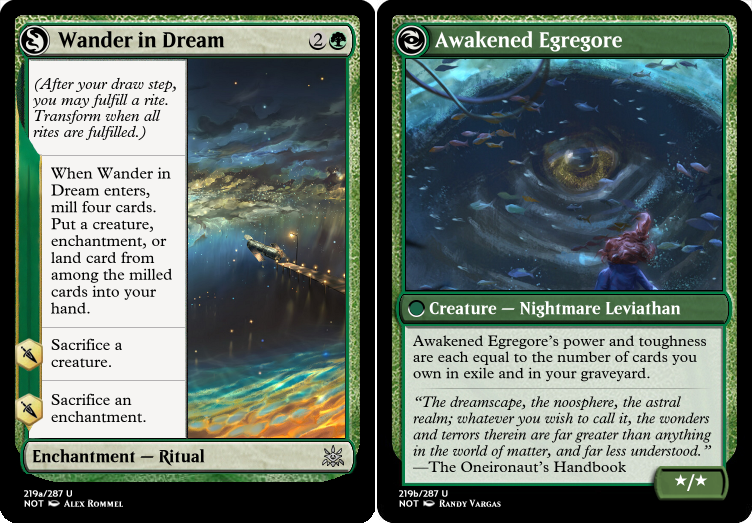 Wander in Dream 2
(After your draw step,
you may fulfill a rite.
Transform when all
rites are fulfilled.)
When Wander in
Dream enters,
mill four cards.
Put a creature,
enchantment, or
land card from
among the milled
cards into your
hand.
Sacrifice a
creature.
Sacrifice an
enchantment.
Enchantment — Ritual
219a/287 U
NOT Alex Rommel
Awakened Egregore
Creature — Nightmare Leviathan
Awakened Egregore's power and toughness
are each equal to the number of cards you
own in exile and in your graveyard.
"The dreamscape, the noosphere, the astral
realm; whatever you wish to call it, the wonders
and terrors therein are far greater than anything
in the world of matter, and far less understood."
—The Oneironaut's Handbook
★/★
219b/287 U
NOT Randy Vargas